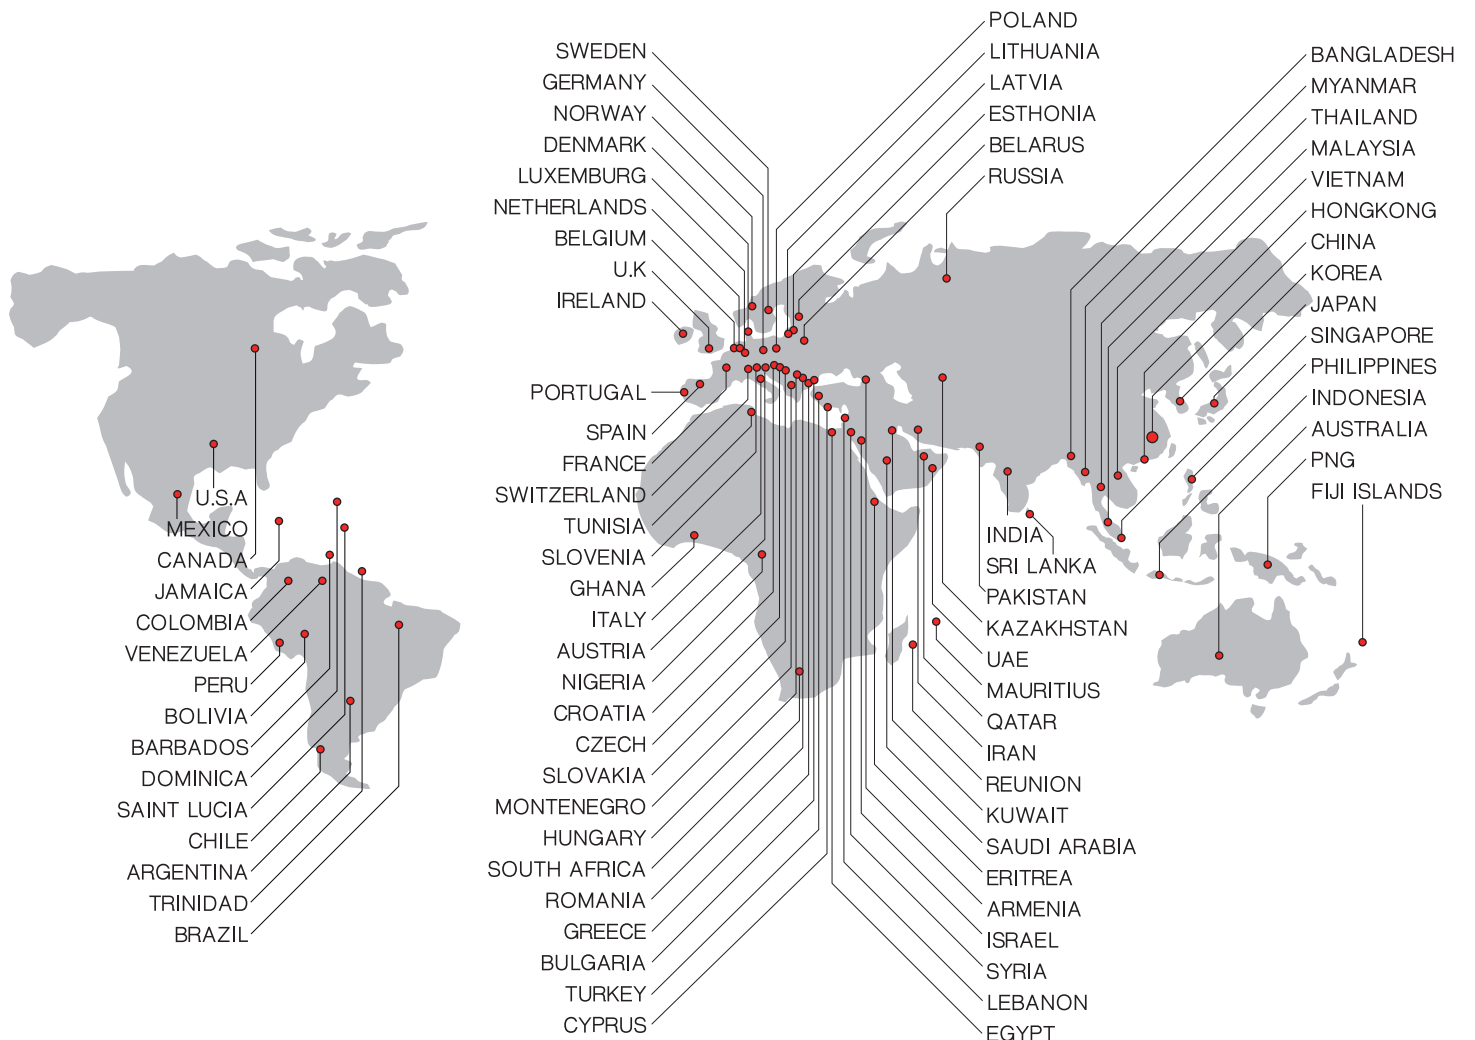 SWEDEN
GERMANY
NORWAY
DENMARK
LUXEMBURG
NETHERLANDS
BELGIUM
U.K
IRELAND
PORTUGAL
SPAIN
FRANCE
SWITZERLAND
TUNISIA
SLOVENIA
GHANA
ITALY
AUSTRIA
NIGERIA
CROATIA
CZECH
SLOVAKIA
MONTENEGRO
HUNGARY
SOUTH AFRICA
ROMANIA
GREECE
BULGARIA
TURKEY
CYPRUS
U.S.A
MEXICO
CANADA
JAMAICA
COLOMBIA
VENEZUELA
PERU
BOLIVIA
BARBADOS
DOMINICA
SAINT LUCIA
CHILE
ARGENTINA
TRINIDAD
BRAZIL
POLAND
LITHUANIA
LATVIA
ESTHONIA
BELARUS
RUSSIA
INDIA
SRI LANKA
PAKISTAN
KAZAKHSTAN
UAE
MAURITIUS
QATAR
IRAN
REUNION
KUWAIT
SAUDI ARABIA
ERITREA
ARMENIA
ISRAEL
SYRIA
LEBANON
EGYPT
BANGLADESH
MYANMAR
THAILAND
MALAYSIA
VIETNAM
HONGKONG
CHINA
KOREA
JAPAN
SINGAPORE
PHILIPPINES
INDONESIA
AUSTRALIA
PNG
FIJI ISLANDS